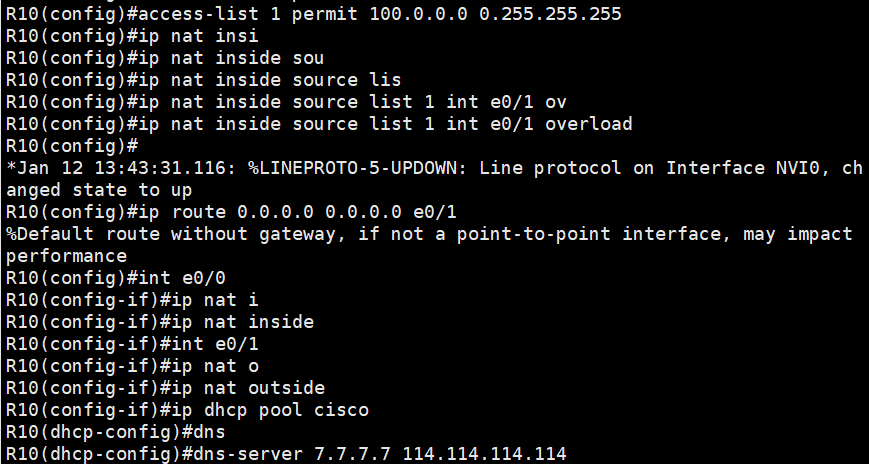 R10(config)#access-list 1 permit 100.0.0.0 0.255.255.255
R10(config)#ip nat insi
R10(config)#ip nat inside sou
R10(config)#ip nat inside source lis
R10(config)#ip nat inside source list 1 int e0/1 ov
R10(config)#ip nat inside source list 1 int e0/1 overload
R10(config)#
*Jan 12 13:43:31.116: %LINEPROTO-5-UPDOWN: Line protocol on Interface NVI0, ch
anged state to up
R10(config)#ip route 0.0.0.0 0.0.0.0 e0/1
%Default route without gateway, if not a point-to-point interface, may impact
performance
R10(config)#int e0/0
R10(config-if)#ip nat i
R10(config-if)#ip nat inside
R10(config-if)#int e0/1
R10(config-if)#ip nat o
R10(config-if)#ip nat outside
R10(config-if)#ip dhcp pool cisco
R10(dhcp-config)#dns
R10(dhcp-config)#dns-server 7.7.7.7 114.114.114.114